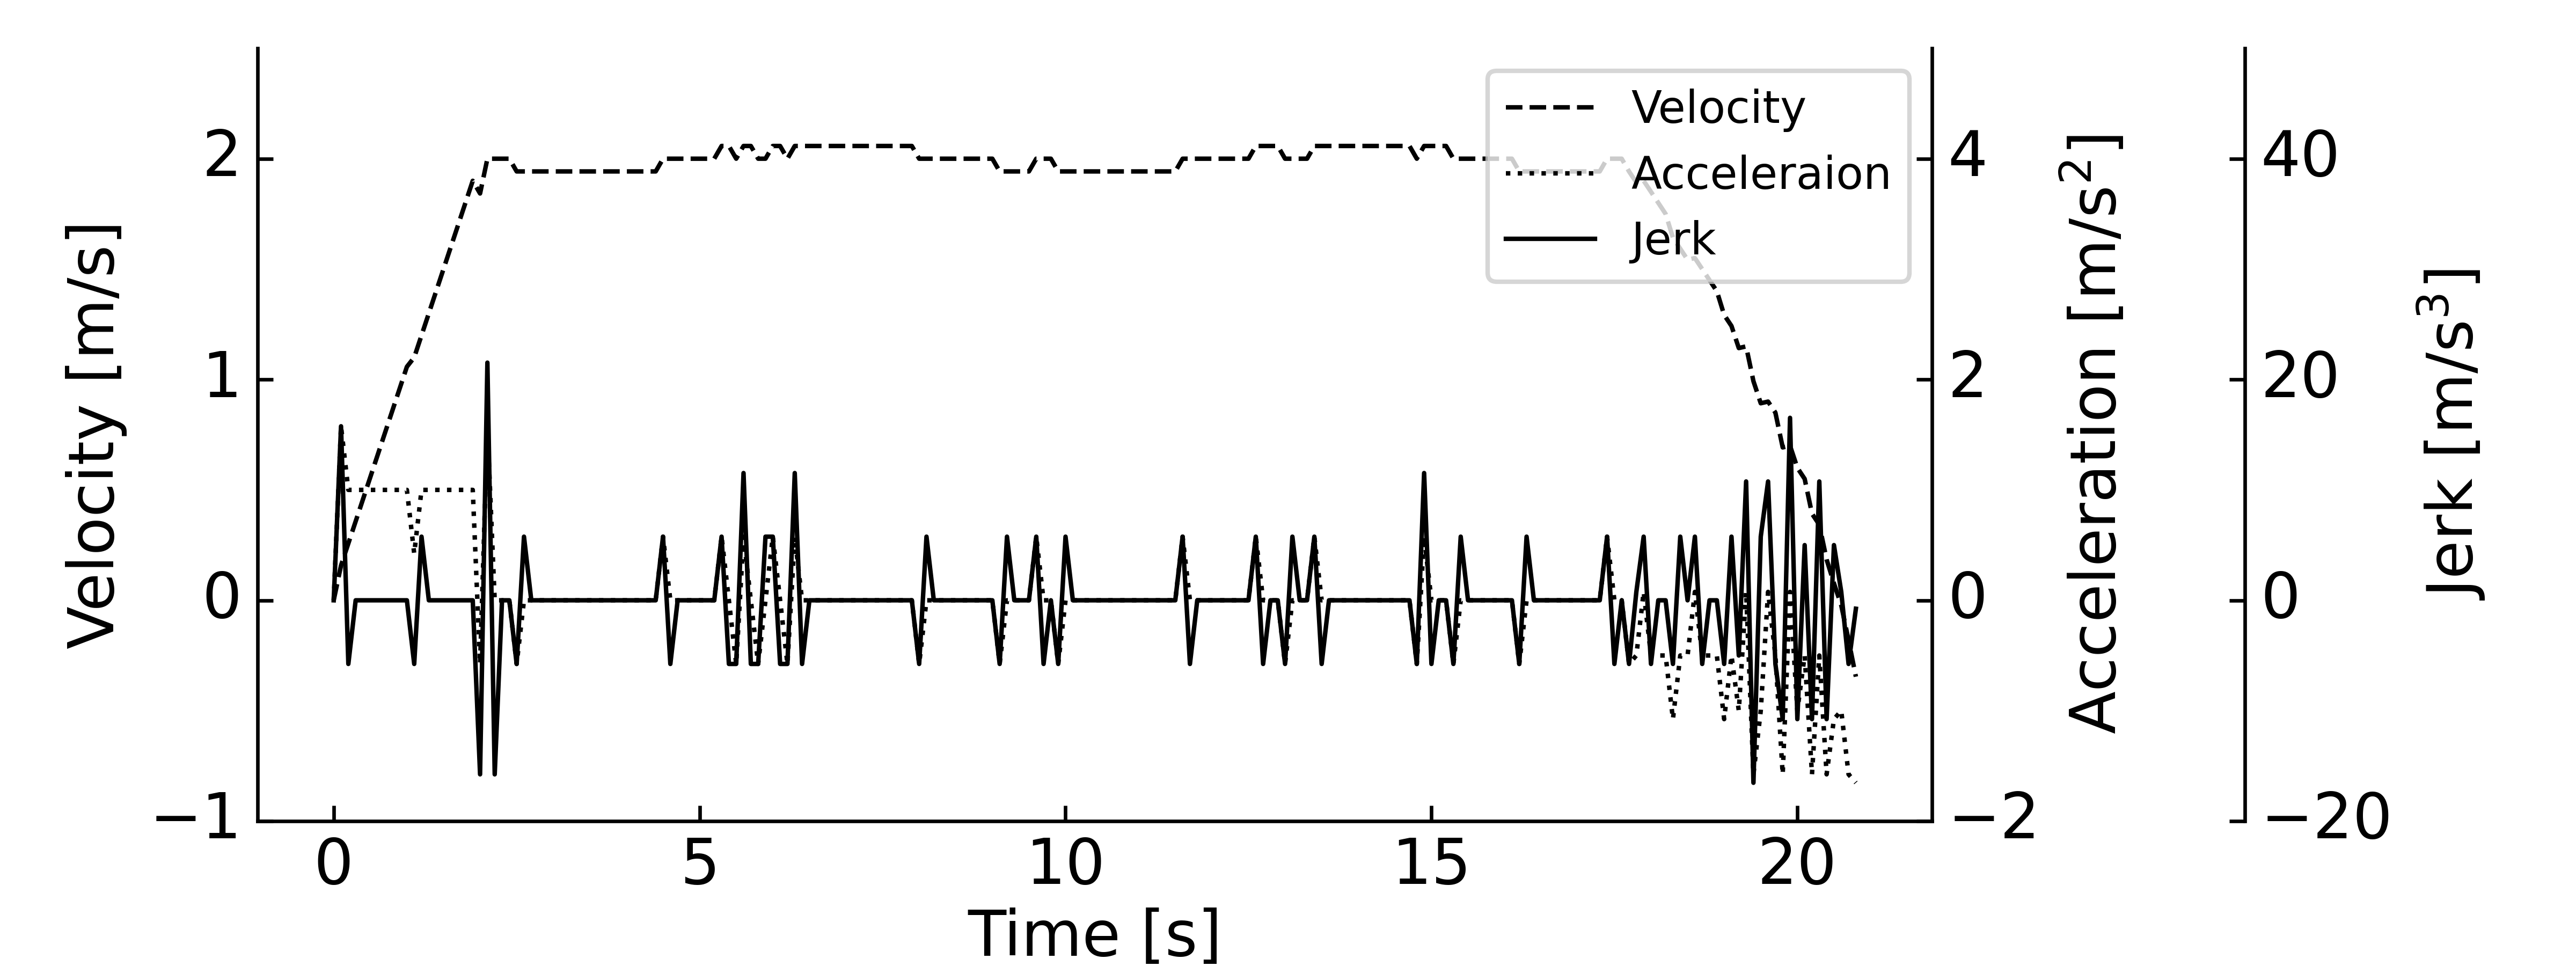 Velocity [m/s]
2
1
0
−1
0 5 10 15 20
Time [s]
Velocity
Acceleraion
Jerk
4
2
0
−2
Acceleration [m/s²]
40
20
0
−20
Jerk [m/s³]